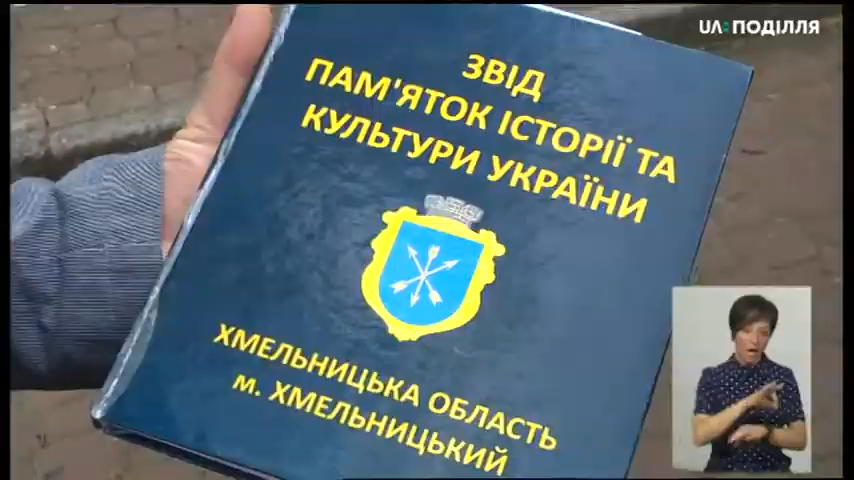 UA:ПОДІЛЛЯ
ЗВІД
ПАМ'ЯТОК ІСТОРІЇ ТА
КУЛЬТУРИ УКРАЇНИ
ХМЕЛЬНИЦЬКА ОБЛАСТЬ
м. ХМЕЛЬНИЦЬКИЙ